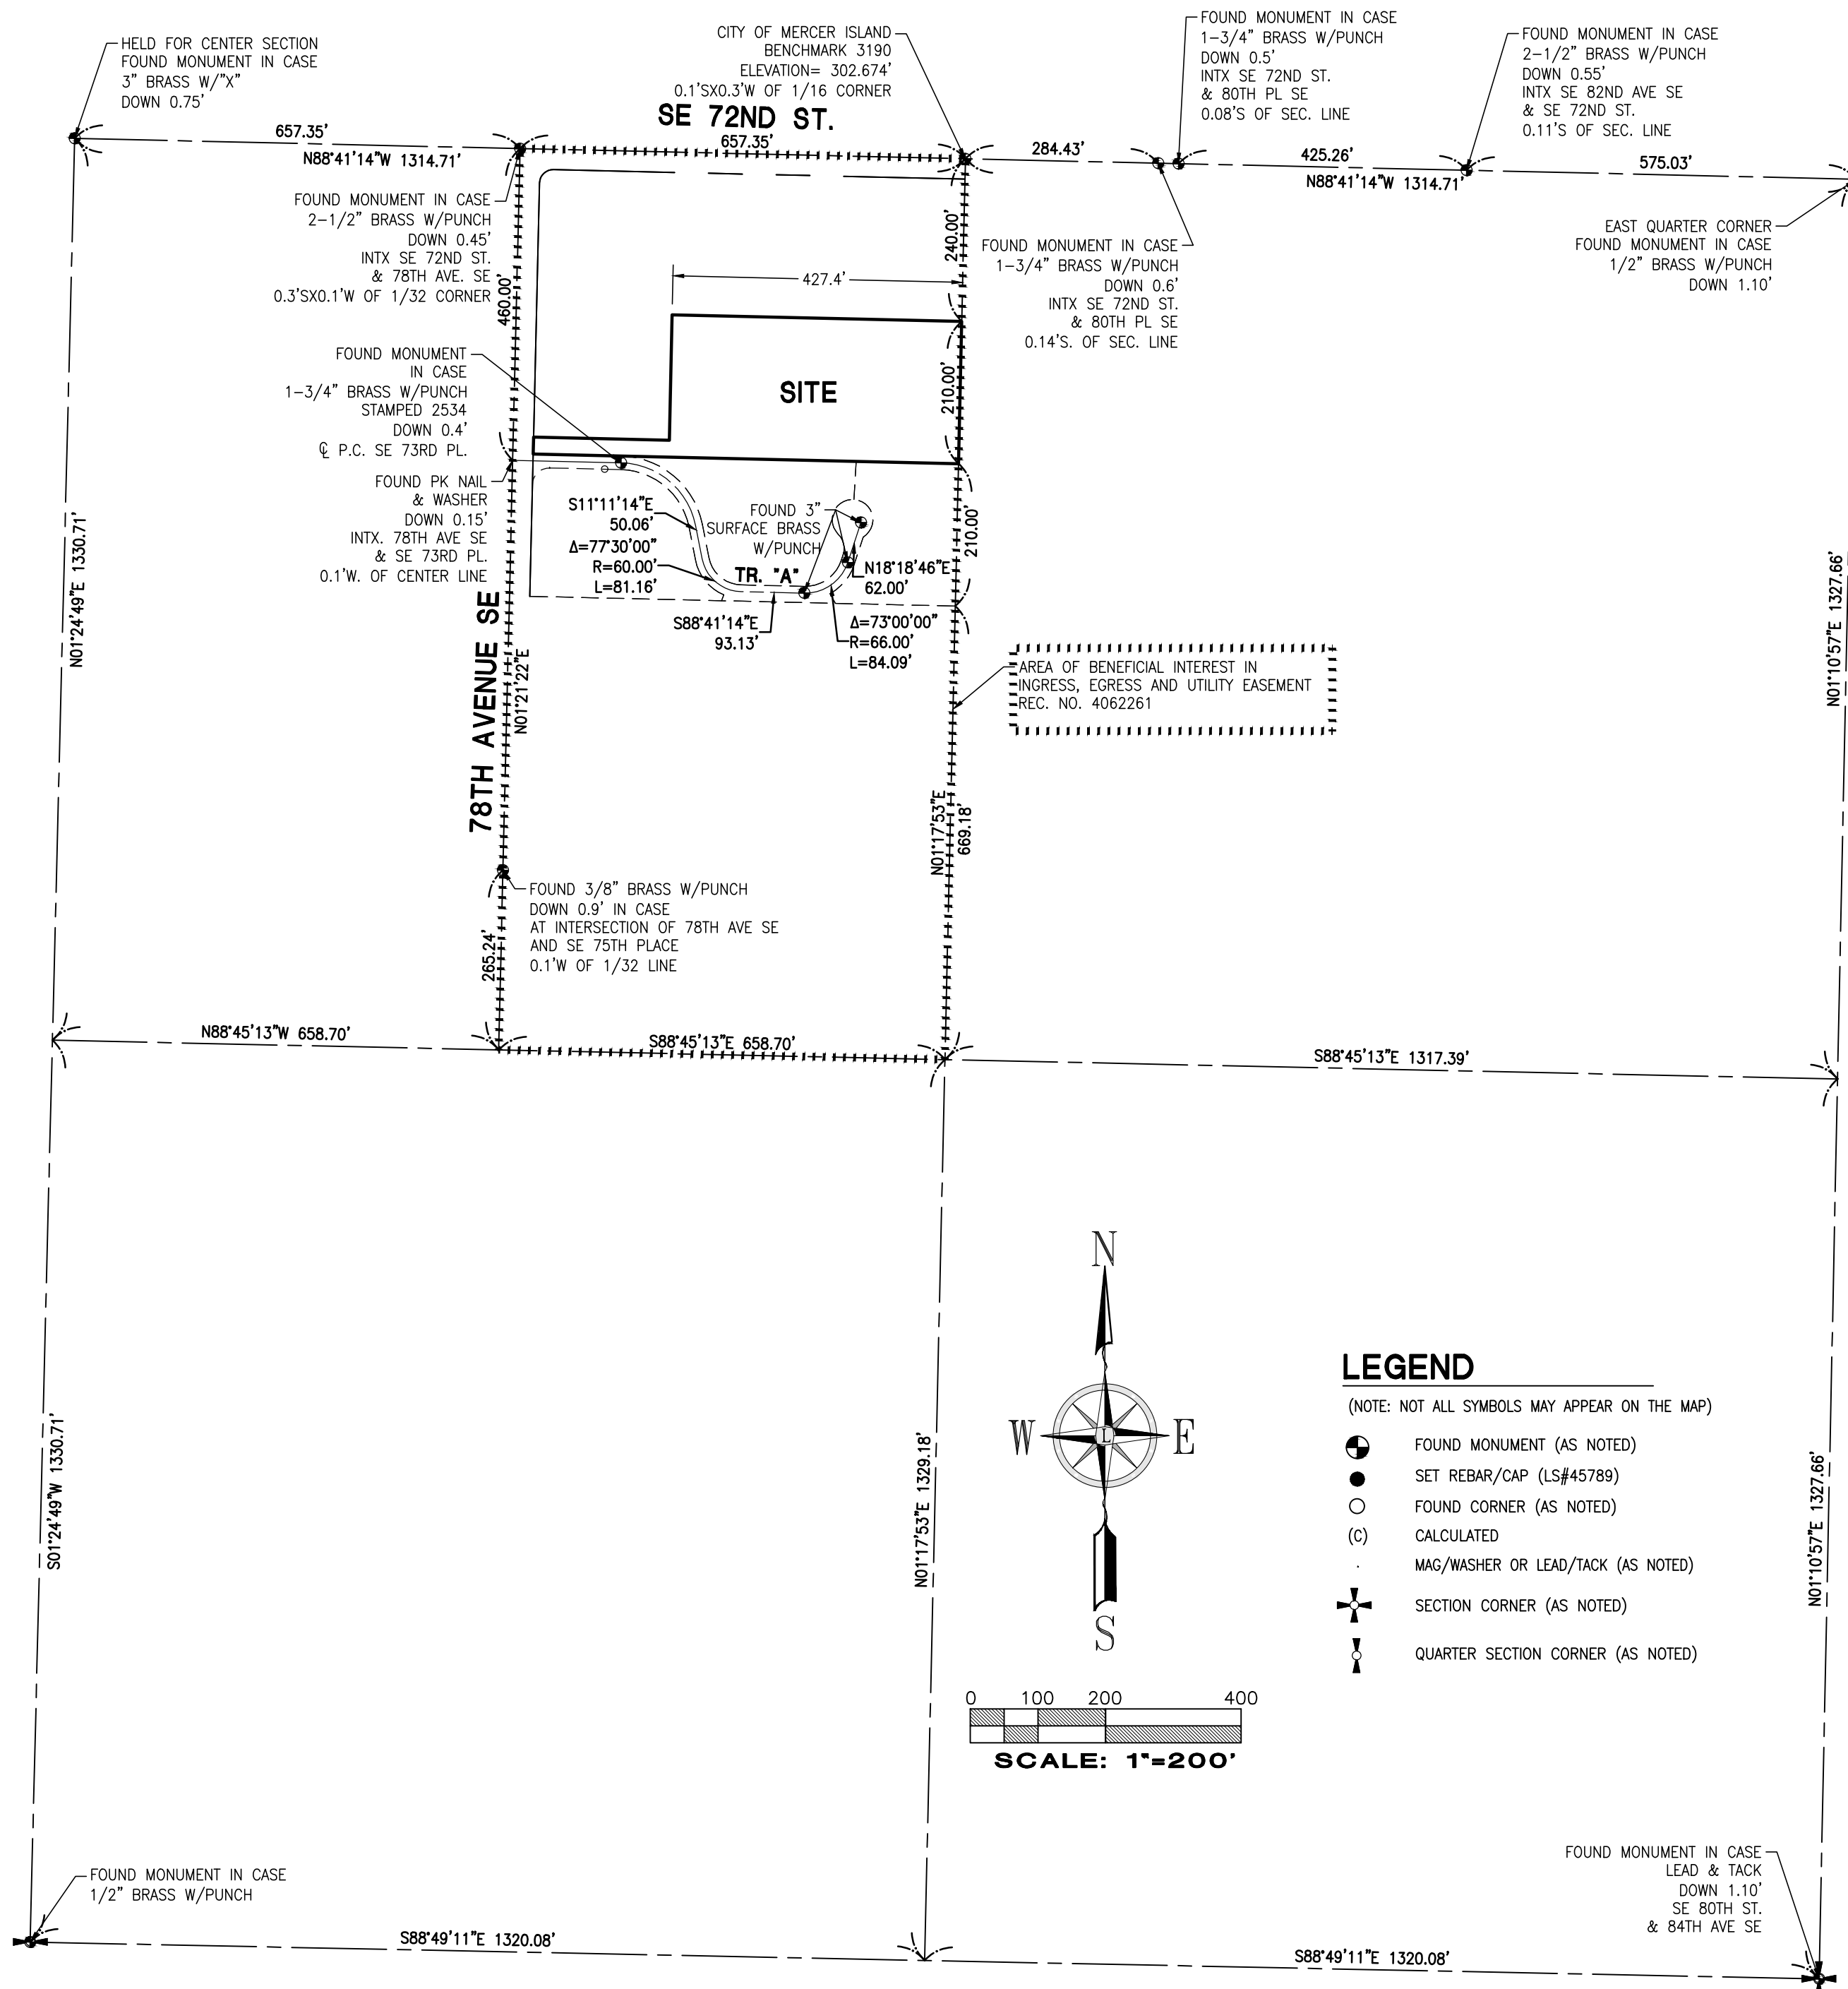 HELD FOR CENTER SECTION
FOUND MONUMENT IN CASE
3" BRASS W/"X"
DOWN 0.75'
CITY OF MERCER ISLAND
BENCHMARK 3190
ELEVATION= 302.674'
0.1'SX0.3'W OF 1/16 CORNER
FOUND MONUMENT IN CASE
1-3/4" BRASS W/PUNCH
DOWN 0.5'
INTX SE 72ND ST.
& 80TH PL SE
0.08'S OF SEC. LINE
FOUND MONUMENT IN CASE
2-1/2" BRASS W/PUNCH
DOWN 0.55'
INTX SE 82ND AVE SE
& SE 72ND ST.
0.11'S OF SEC. LINE
SE 72ND ST.
657.35'
N88°41'14"W 1314.71'
657.35'
284.43'
425.26'
N88°41'14"W 1314.71'
575.03'
FOUND MONUMENT IN CASE
2-1/2" BRASS W/PUNCH
DOWN 0.45'
INTX SE 72ND ST.
& 78TH AVE. SE
0.3'SX0.1'W OF 1/32 CORNER
460.00'
240.00'
427.4'
FOUND MONUMENT IN CASE
1-3/4" BRASS W/PUNCH
DOWN 0.6'
INTX SE 72ND ST.
& 80TH PL SE
0.14'S. OF SEC. LINE
EAST QUARTER CORNER
FOUND MONUMENT IN CASE
1/2" BRASS W/PUNCH
DOWN 1.10'
FOUND MONUMENT
IN CASE
1-3/4" BRASS W/PUNCH
STAMPED 2534
DOWN 0.4'
℄ P.C. SE 73RD PL.
SITE
210.00'
FOUND PK NAIL
& WASHER
DOWN 0.15'
INTX. 78TH AVE SE
& SE 73RD PL.
0.1'W. OF CENTER LINE
S11°11'14"E
50.06'
Δ=77°30'00"
R=60.00'
L=81.16'
FOUND 3"
SURFACE BRASS
W/PUNCH
TR. "A"
N18°18'46"E
62.00'
210.00'
S88°41'14"E
93.13'
Δ=73°00'00"
R=66.00'
L=84.09'
N01°24'49"E 1330.71'
78TH AVENUE SE
N01°21'22"E
AREA OF BENEFICIAL INTEREST IN
INGRESS, EGRESS AND UTILITY EASEMENT
REC. NO. 4062261
N01°10'57"E 1327.66'
N01°17'53"E
669.18'
FOUND 3/8" BRASS W/PUNCH
DOWN 0.9' IN CASE
AT INTERSECTION OF 78TH AVE SE
AND SE 75TH PLACE
0.1'W OF 1/32 LINE
265.24'
N88°45'13"W 658.70'
S88°45'13"E 658.70'
S88°45'13"E 1317.39'
N
W
L
E
S
LEGEND
(NOTE: NOT ALL SYMBOLS MAY APPEAR ON THE MAP)
FOUND MONUMENT (AS NOTED)
SET REBAR/CAP (LS#45789)
FOUND CORNER (AS NOTED)
(C) CALCULATED
MAG/WASHER OR LEAD/TACK (AS NOTED)
SECTION CORNER (AS NOTED)
QUARTER SECTION CORNER (AS NOTED)
S01°24'49"W 1330.71'
N01°17'53"E 1329.18'
N01°10'57"E 1327.66'
0 100 200 400
SCALE: 1"=200'
FOUND MONUMENT IN CASE
1/2" BRASS W/PUNCH
FOUND MONUMENT IN CASE
LEAD & TACK
DOWN 1.10'
SE 80TH ST.
& 84TH AVE SE
S88°49'11"E 1320.08'
S88°49'11"E 1320.08'